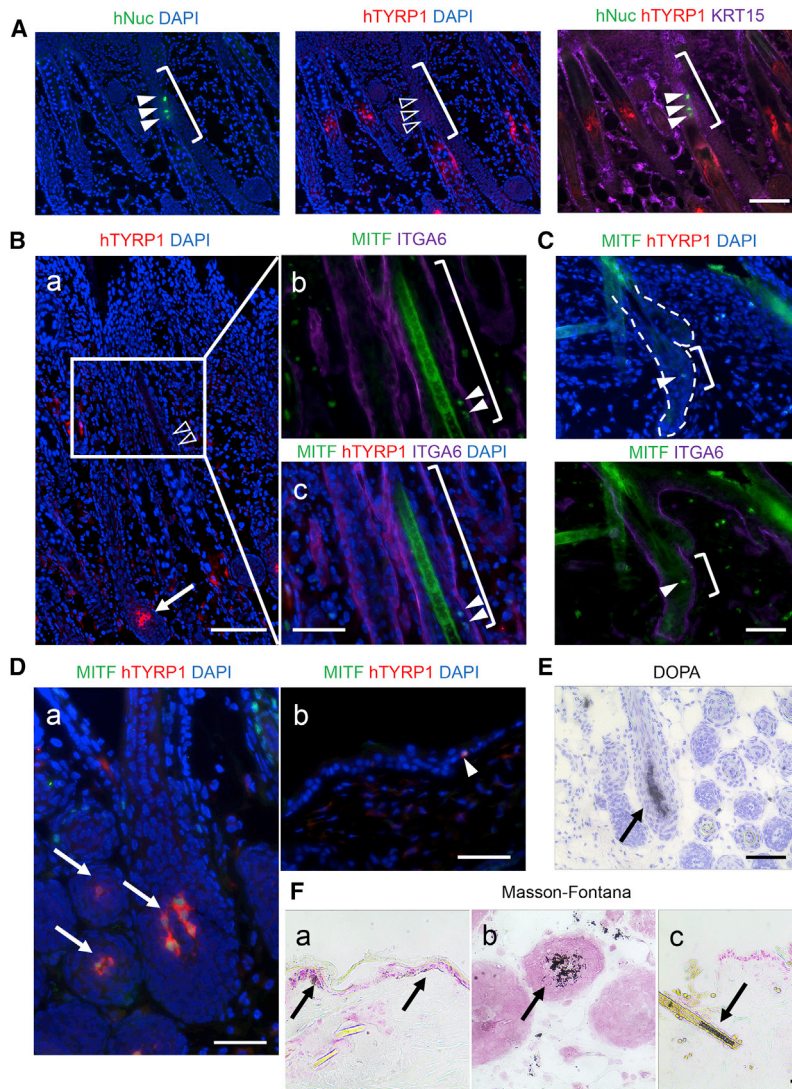 A
hNuc DAPI
hTYRP1 DAPI
hNuc hTYRP1 KRT15
B
hTYRP1 DAPI
a
MITF ITGA6
b
MITF hTYRP1 ITGA6 DAPI
c
C
MITF hTYRP1 DAPI
MITF ITGA6
D
MITF hTYRP1 DAPI
a
MITF hTYRP1 DAPI
b
E
DOPA
F
Masson-Fontana
a
b
c